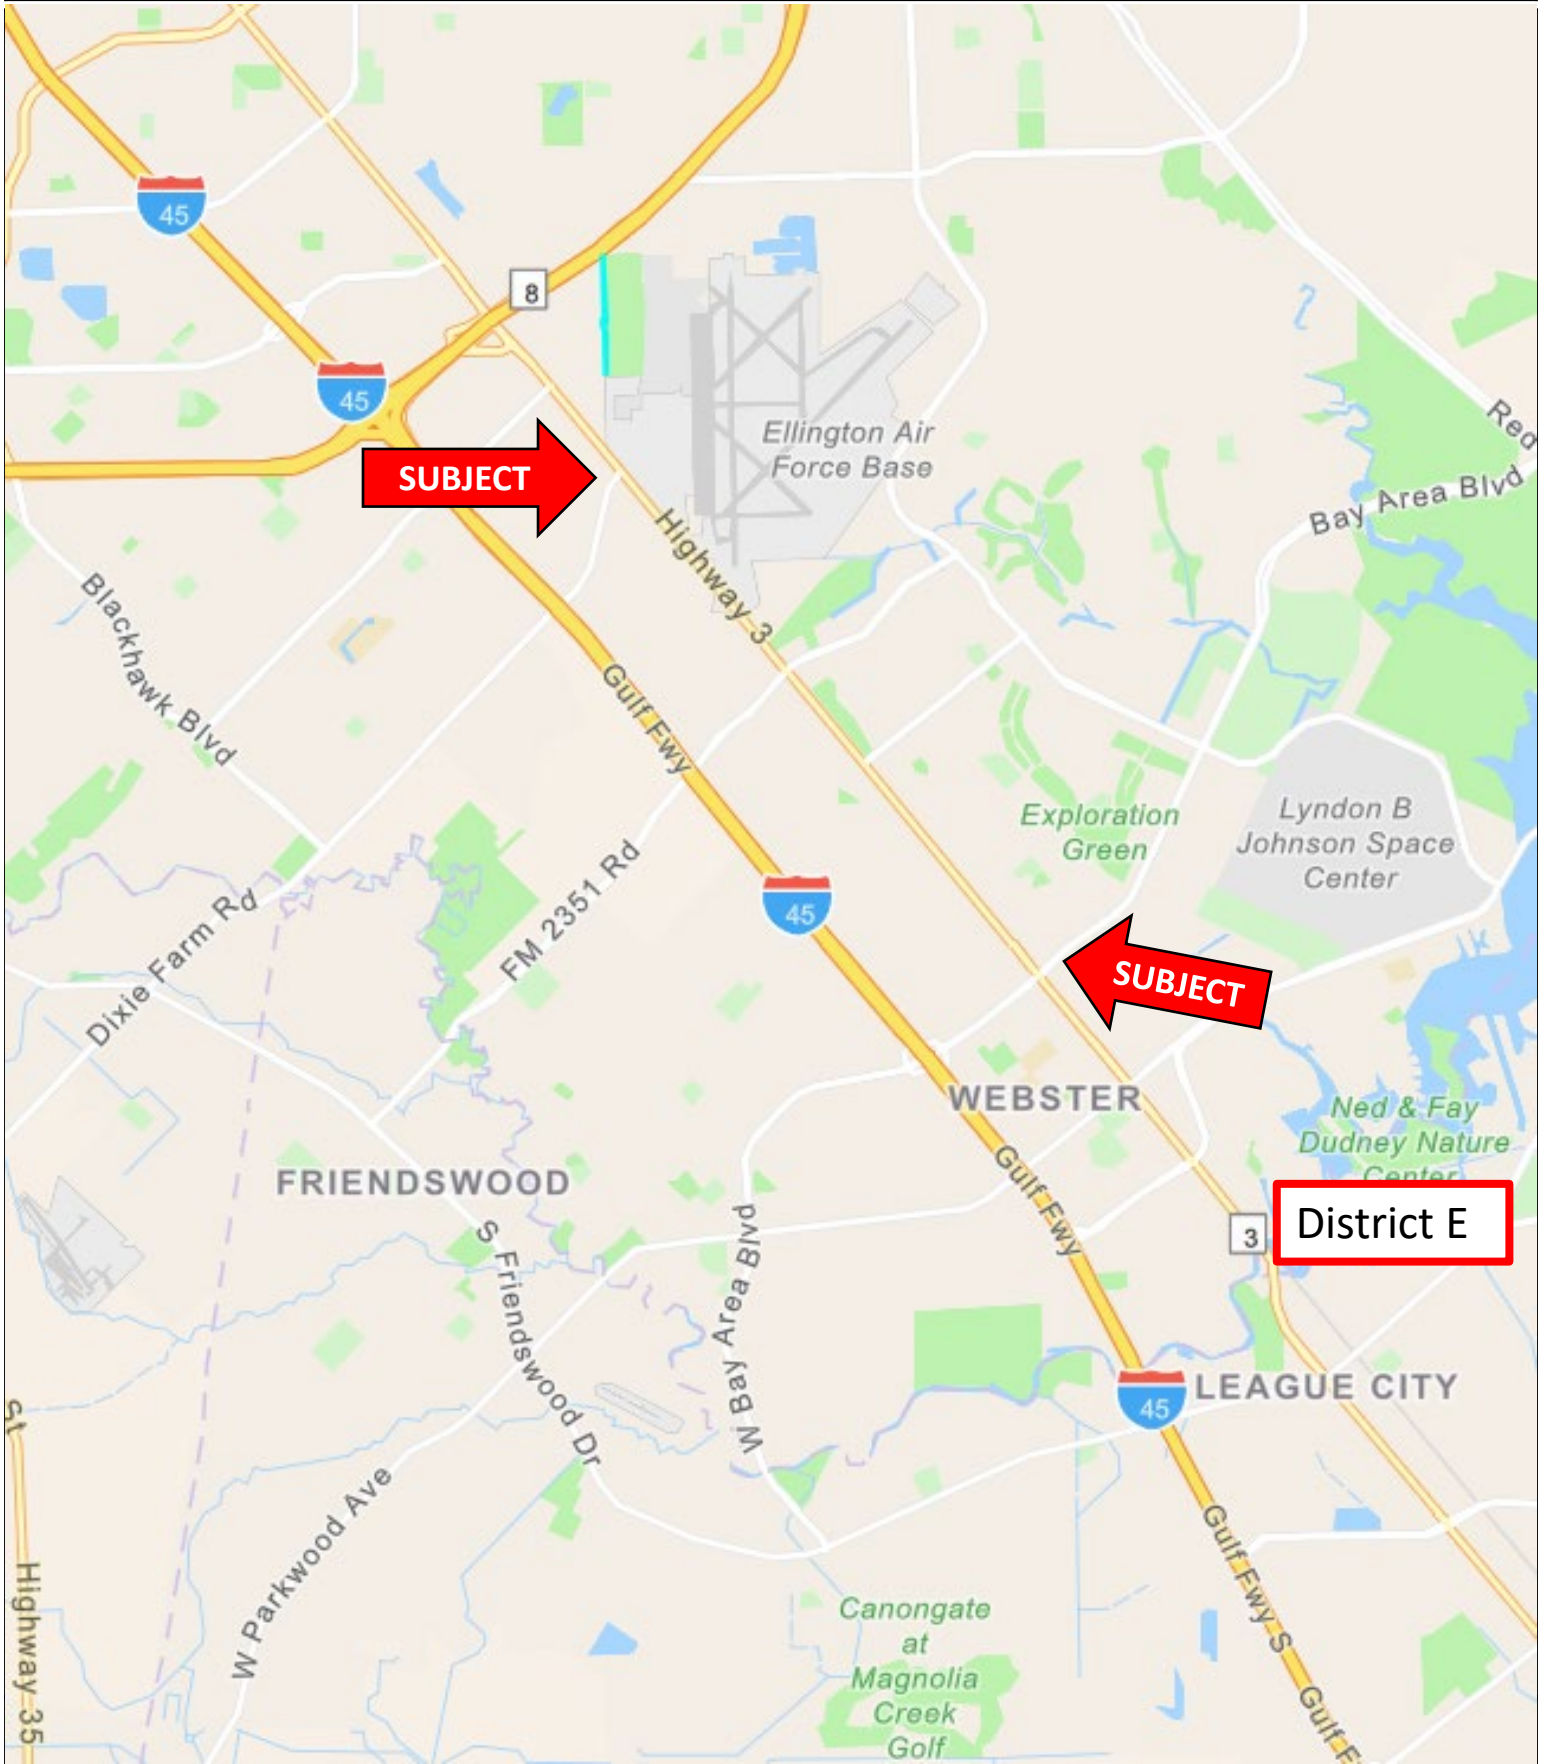 45
8
45
SUBJECT
Ellington Air
Force Base
Red
Bay Area Blvd
Highway 3
Blackhawk Blvd
Gulf Fwy
Exploration
Green
Lyndon B
Johnson Space
Center
FM 2351 Rd
45
Dixie Farm Rd
SUBJECT
WEBSTER
Ned & Fay
Dudney Nature
Center
FRIENDSWOOD
Gulf Fwy
District E
3
S Friendswood Dr
W Bay Area Blvd
45
LEAGUE CITY
St
W Parkwood Ave
Highway 35
Gulf Fwy S
Canongate
at
Magnolia
Creek
Golf
Gulf F